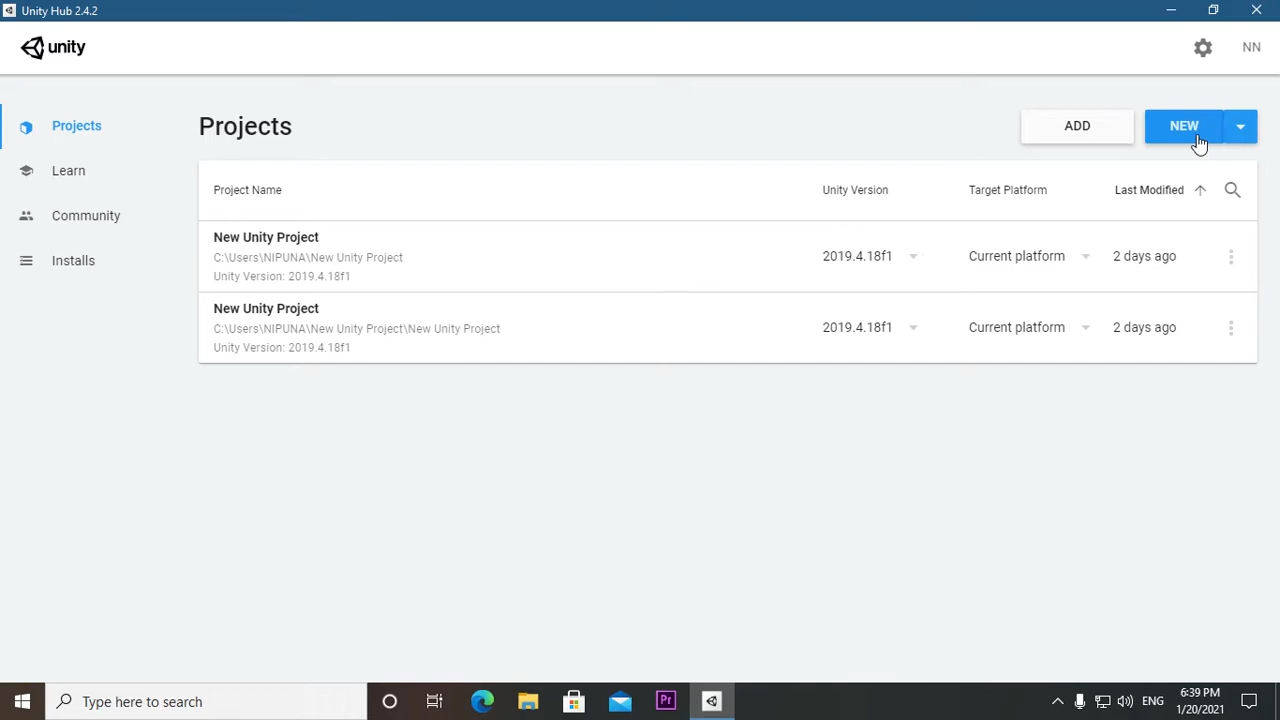 Unity Hub 2.4.2
unity
NN
Projects
Learn
Community
Installs
Projects
ADD
NEW
Project Name
Unity Version
Target Platform
Last Modified
New Unity Project
C:\Users\NIPUNA\New Unity Project
Unity Version: 2019.4.18f1
2019.4.18f1
Current platform
2 days ago
New Unity Project
C:\Users\NIPUNA\New Unity Project\New Unity Project
Unity Version: 2019.4.18f1
2019.4.18f1
Current platform
2 days ago
Type here to search
Pr
ENG
6:39 PM
1/20/2021